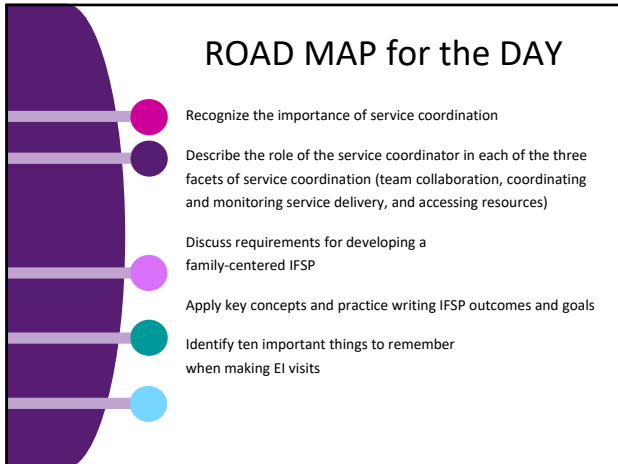 ROAD MAP for the DAY
Recognize the importance of service coordination
Describe the role of the service coordinator in each of the three
facets of service coordination (team collaboration, coordinating
and monitoring service delivery, and accessing resources)
Discuss requirements for developing a
family-centered IFSP
Apply key concepts and practice writing IFSP outcomes and goals
Identify ten important things to remember
when making EI visits